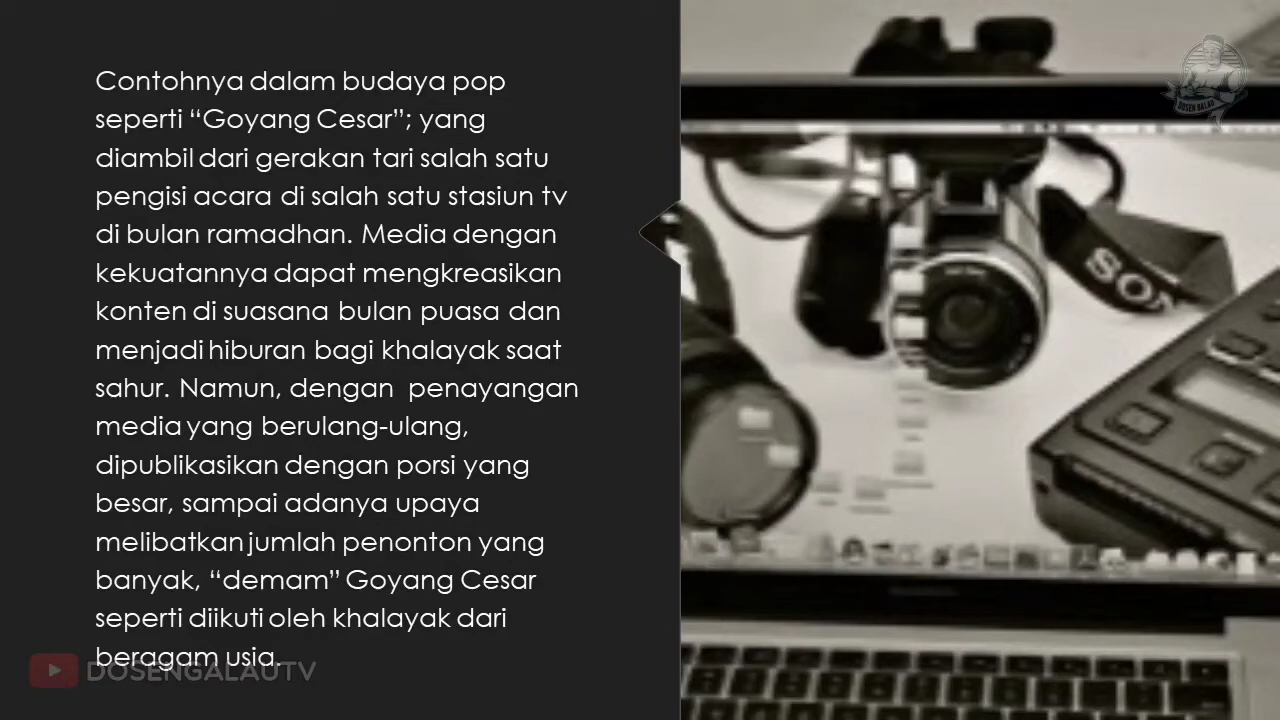 Contohnya dalam budaya pop
seperti “Goyang Cesar”; yang
diambil dari gerakan tari salah satu
pengisi acara di salah satu stasiun tv
di bulan ramadhan. Media dengan
kekuatannya dapat mengkreasikan
konten di suasana bulan puasa dan
menjadi hiburan bagi khalayak saat
sahur. Namun, dengan penayangan
media yang berulang-ulang,
dipublikasikan dengan porsi yang
besar, sampai adanya upaya
melibatkan jumlah penonton yang
banyak, “demam” Goyang Cesar
seperti diikuti oleh khalayak dari
beragam usia.
DOSENGALAUTV
DOSEN GALAU
SON